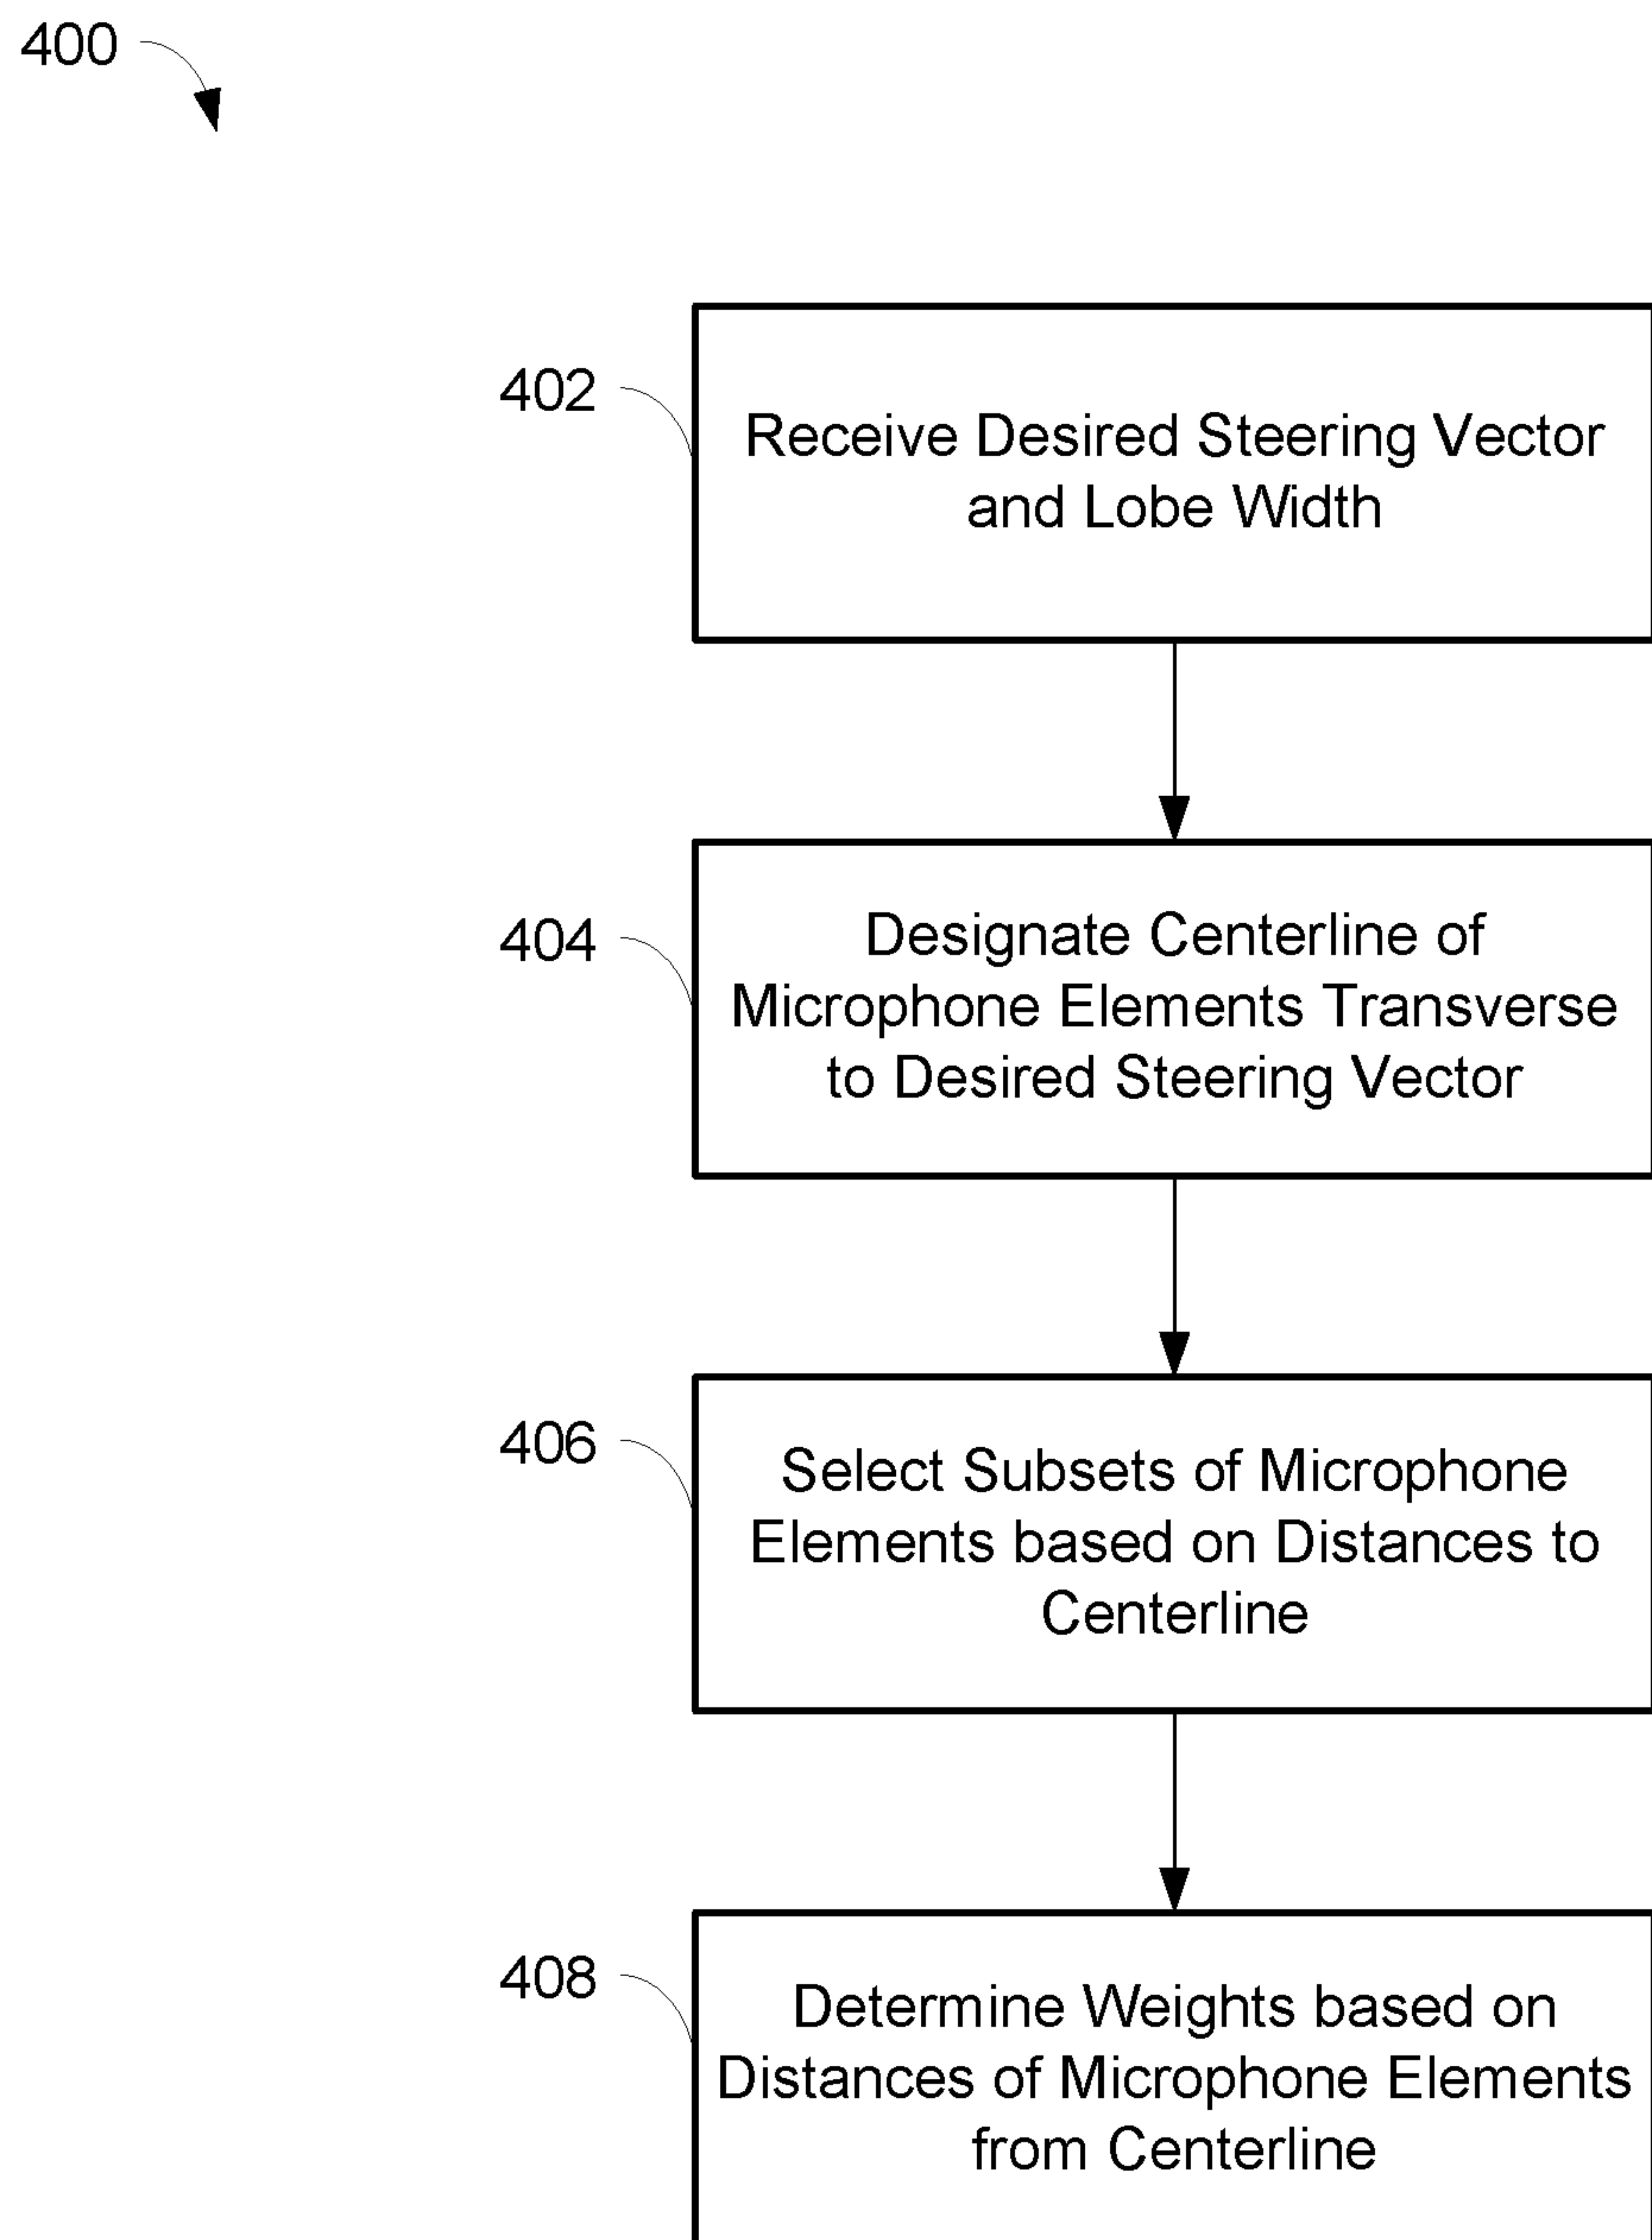 400
402
Receive Desired Steering Vector
and Lobe Width
404
Designate Centerline of
Microphone Elements Transverse
to Desired Steering Vector
406
Select Subsets of Microphone
Elements based on Distances to
Centerline
408
Determine Weights based on
Distances of Microphone Elements
from Centerline